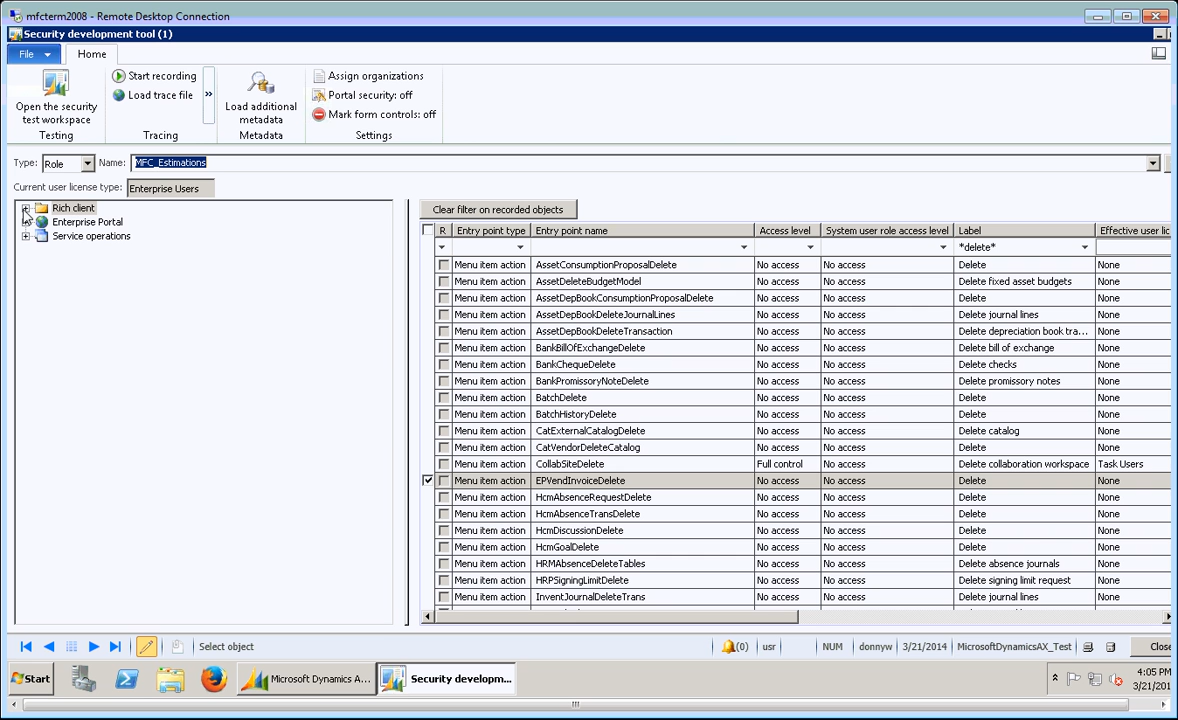 mfcterm2008 - Remote Desktop Connection
Security development tool (1)
File Home
Start recording
Load trace file
»
Open the security test workspace
Load additional metadata
Assign organizations
Portal security: off
Mark form controls: off
Testing Tracing Metadata Settings
Type: Role Name: MFC_Estimations
Current user license type: Enterprise Users
Rich client
Enterprise Portal
Service operations
Clear filter on recorded objects
R Entry point type Entry point name Access level System user role access level Label Effective user lic
*delete*
Menu item action AssetConsumptionProposalDelete No access No access Delete None
Menu item action AssetDeleteBudgetModel No access No access Delete fixed asset budgets None
Menu item action AssetDepBookConsumptionProposalDelete No access No access Delete None
Menu item action AssetDepBookDeleteJournalLines No access No access Delete journal lines None
Menu item action AssetDepBookDeleteTransaction No access No access Delete depreciation book tra... None
Menu item action BankBillOfExchangeDelete No access No access Delete bill of exchange None
Menu item action BankChequeDelete No access No access Delete checks None
Menu item action BankPromissoryNoteDelete No access No access Delete promissory notes None
Menu item action BatchDelete No access No access Delete None
Menu item action BatchHistoryDelete No access No access Delete None
Menu item action CatExternalCatalogDelete No access No access Delete catalog None
Menu item action CatVendorDeleteCatalog No access No access Delete None
Menu item action CollabSiteDelete Full control No access Delete collaboration workspace Task Users
Menu item action EPVendInvoiceDelete No access No access Delete None
Menu item action HcmAbsenceRequestDelete No access No access Delete None
Menu item action HcmAbsenceTransDelete No access No access Delete None
Menu item action HcmDiscussionDelete No access No access Delete None
Menu item action HcmGoalDelete No access No access Delete None
Menu item action HRMAbsenceDeleteTables No access No access Delete absence journals None
Menu item action HRPSigningLimitDelete No access No access Delete signing limit request None
Menu item action InventJournalDeleteTrans No access No access Delete journal lines None
Select object (0) usr NUM donnyw 3/21/2014 MicrosoftDynamicsAX_Test Close
Start Microsoft Dynamics A... Security developm... 4:05 PM
3/21/201